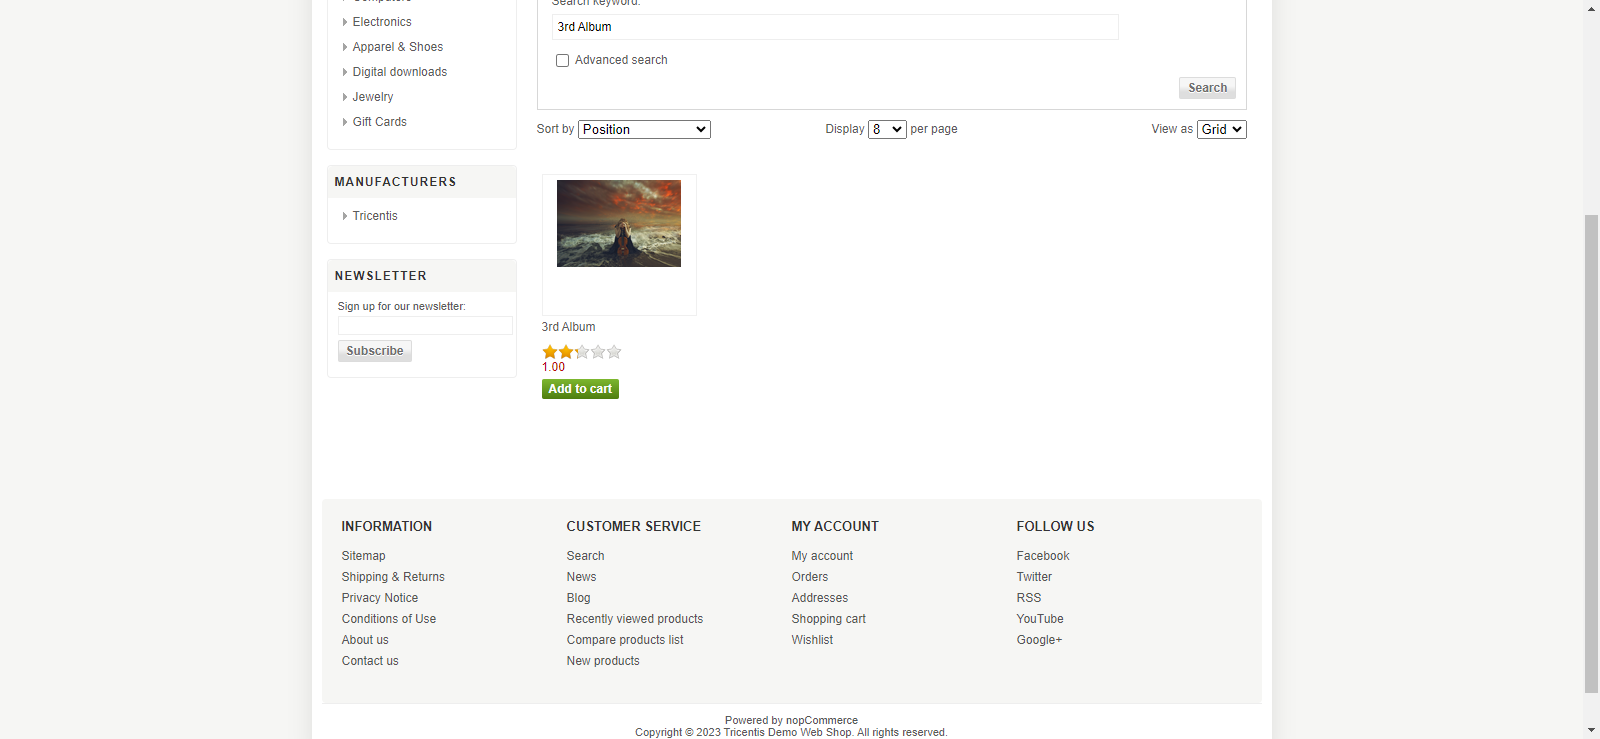 Electronics
Apparel & Shoes
Digital downloads
Jewelry
Gift Cards
MANUFACTURERS
Tricentis
NEWSLETTER
Sign up for our newsletter:
Subscribe
Search keyword:
3rd Album
Advanced search
Search
Sort by Position Display 8 per page View as Grid
3rd Album
1.00
Add to cart
INFORMATION
Sitemap
Shipping & Returns
Privacy Notice
Conditions of Use
About us
Contact us
CUSTOMER SERVICE
Search
News
Blog
Recently viewed products
Compare products list
New products
MY ACCOUNT
My account
Orders
Addresses
Shopping cart
Wishlist
FOLLOW US
Facebook
Twitter
RSS
YouTube
Google+
Powered by nopCommerce
Copyright © 2023 Tricentis Demo Web Shop. All rights reserved.